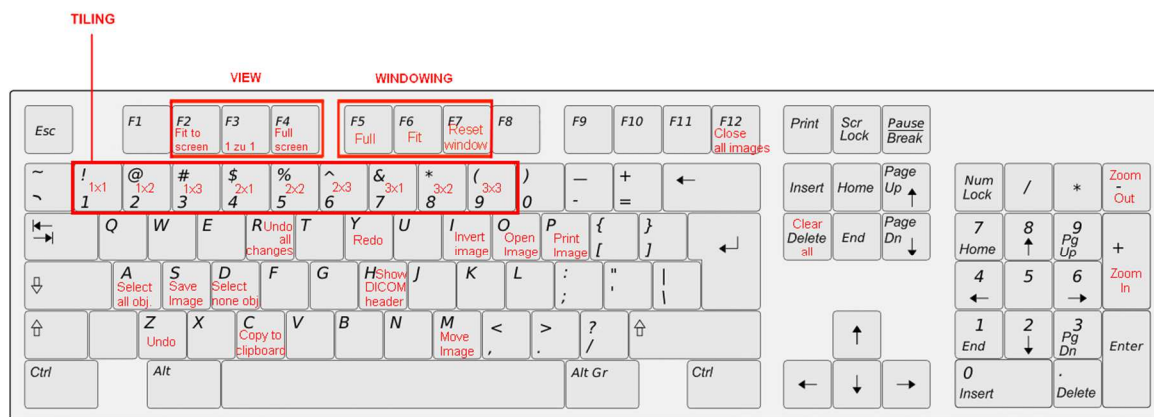 TILING
VIEW
WINDOWING
Esc
F1
F2
Fit to
screen
F3
1 zu 1
F4
Full
screen
F5
Full
F6
Fit
F7
Reset
window
F8
F9
F10
F11
F12
Close
all images
Print
Scr
Lock
Pause
Break
~
`
!
1x1
1
@
1x2
2
#
1x3
3
$
2x1
4
%
2x2
5
^
2x3
6
&
3x1
7
*
3x2
8
(
3x3
9
)
0
—
-
+
=
Insert
Home
Page
Up
Num
Lock
/
*
Zoom
-
Out
Q
W
E
R Undo
all
changes
T
Y
Redo
U
I
Invert
image
O
Open
Image
P
Print
Image
{
[
}
]
Clear
Delete
all
End
Page
Dn
7
Home
8
9
Pg
Up
+
Zoom
In
A
Select
all obj.
S
Save
Image
D
Select
none obj
F
G
H Show
DICOM
header
J
K
L
:
;
"
'
|
\
4
5
6
Z
Undo
X
C
Copy to
clipboard
V
B
N
M
Move
Image
<
,
>
.
?
/
1
End
2
3
Pg
Dn
Enter
Ctrl
Alt
Alt Gr
Ctrl
0
Insert
.
Delete